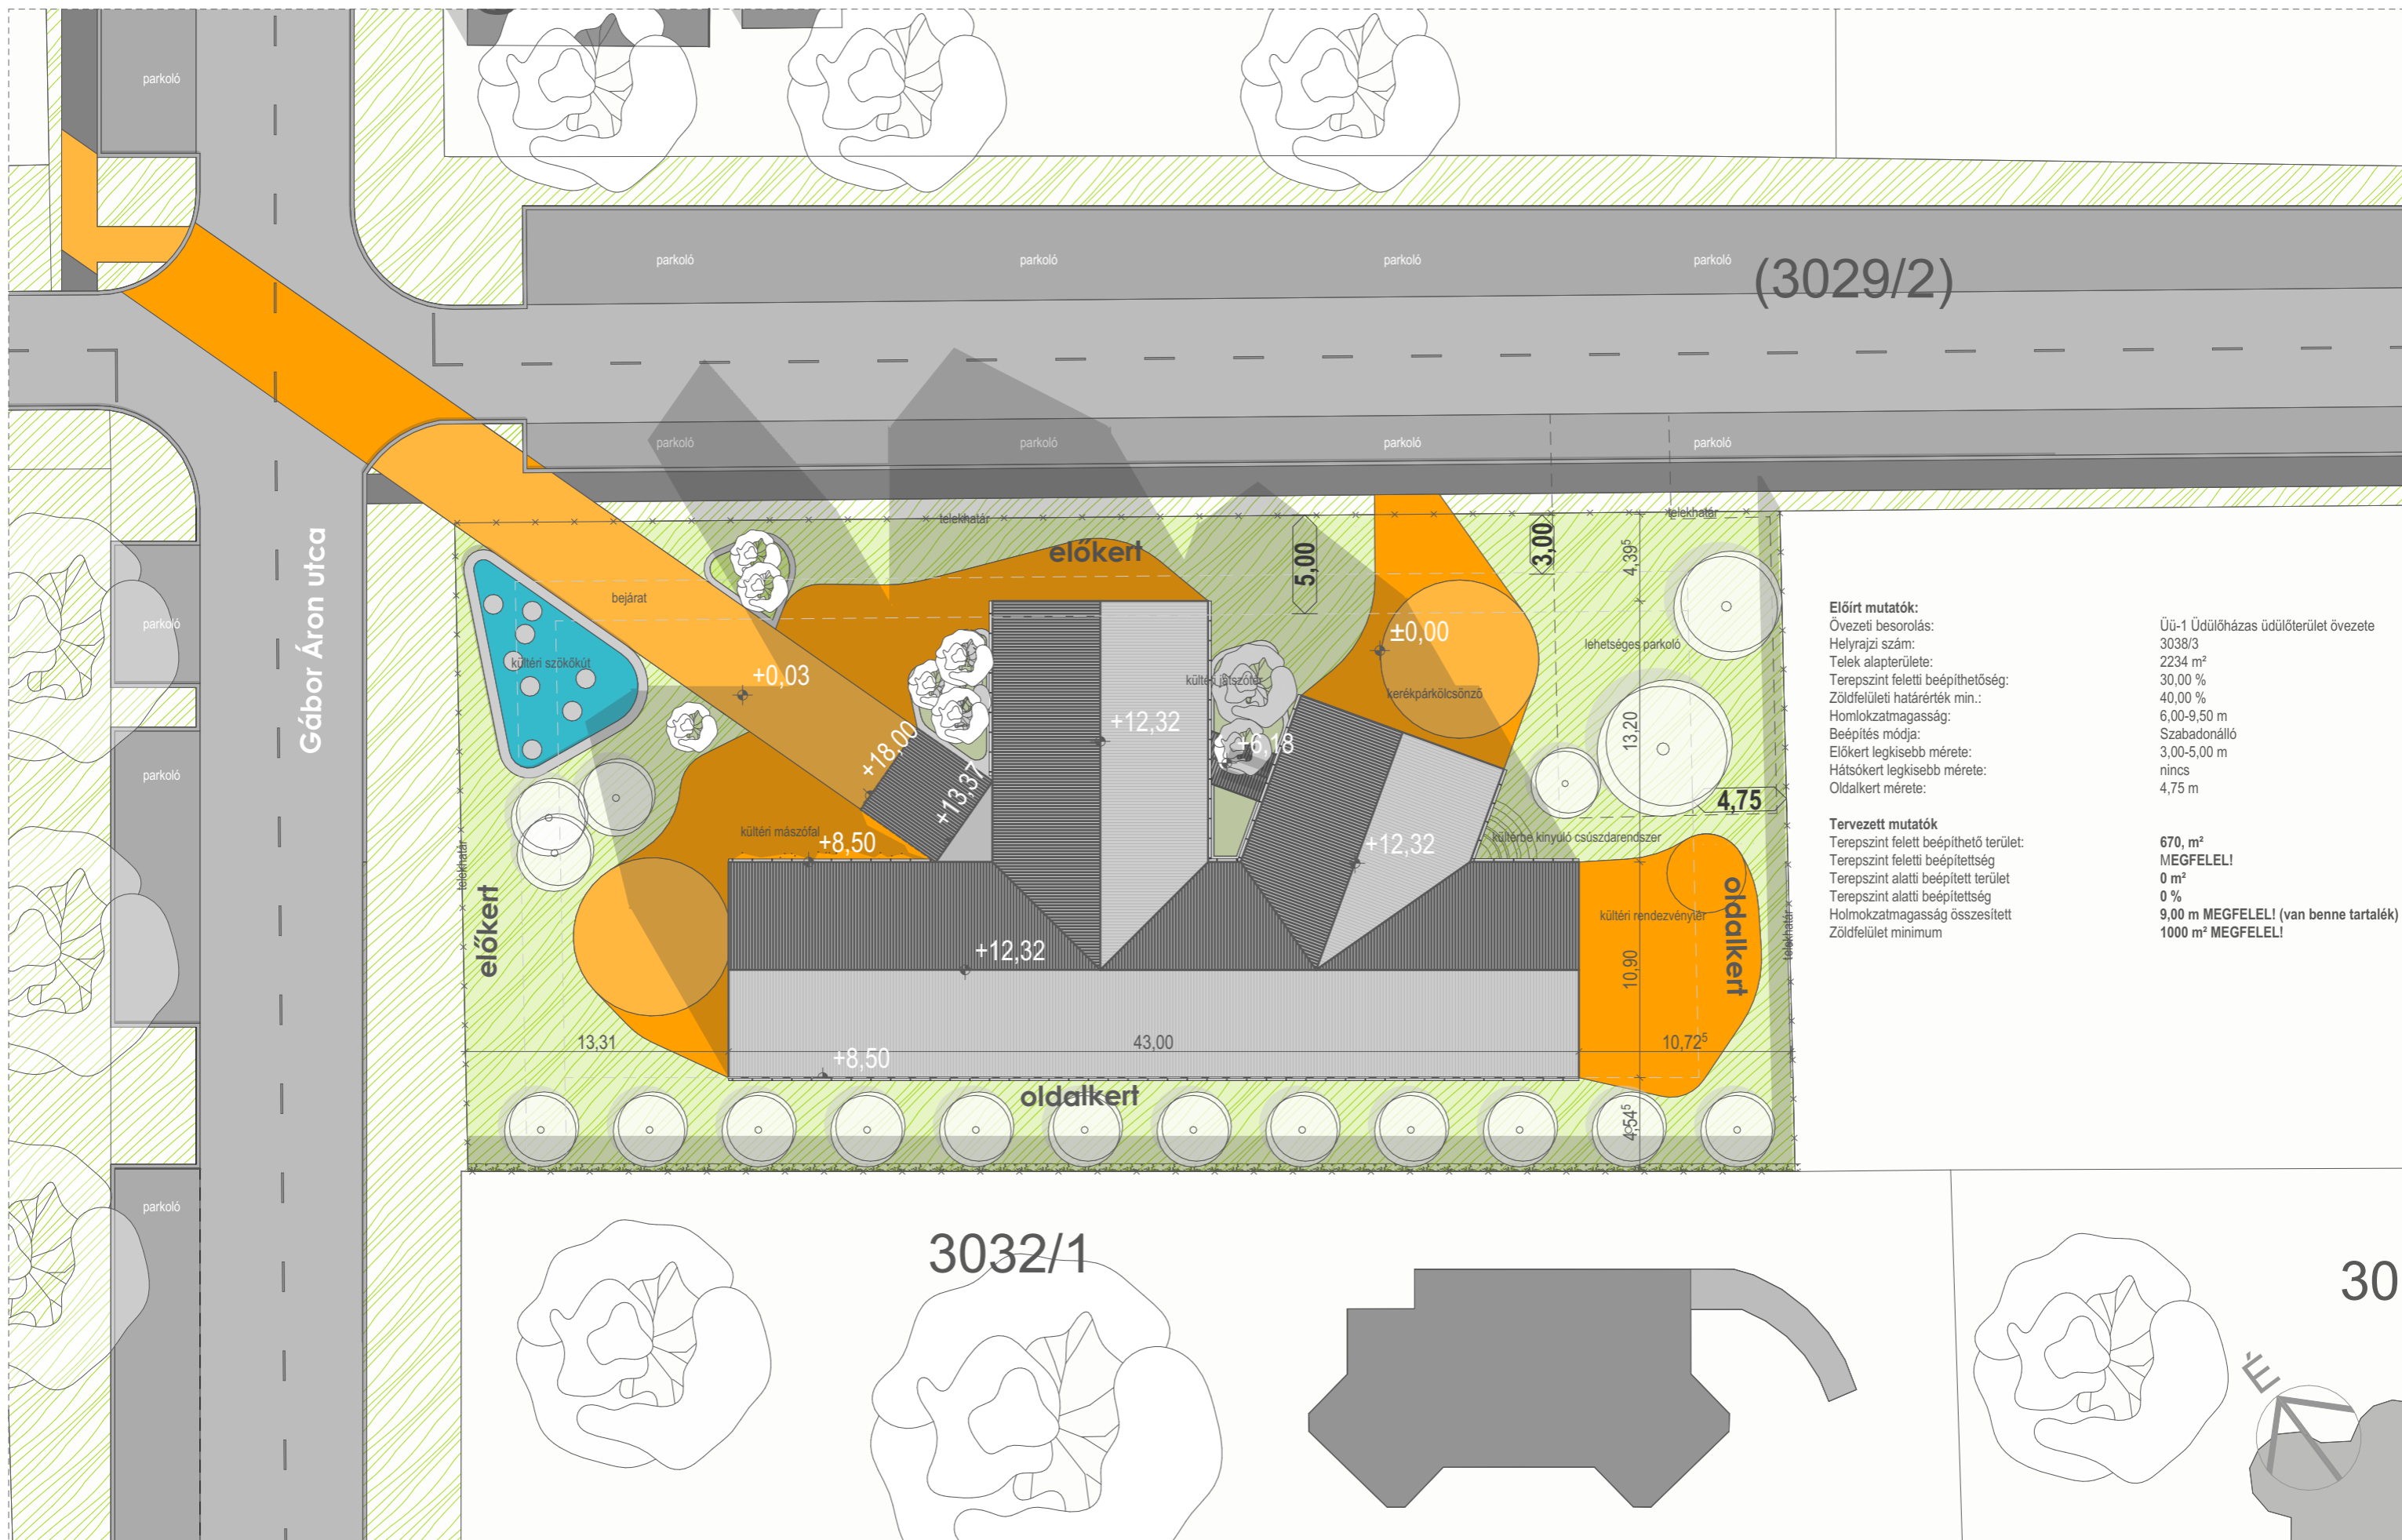 parkoló
parkoló
parkoló
parkoló
parkoló
(3029/2)
parkoló
parkoló
parkoló
parkoló
Gábor Áron utca
telekhatár
telekhatár
előkert
5,00
3,00
4,39⁵
bejárat
parkoló
±0,00
lehetséges parkoló
kültéri szökőkút
+0,03
kültéri játszótér
kerékpárkölcsönző
+12,32
+18,00
+6,18
13,20
parkoló
+13,37
4,75
kültéri mászófal
+8,50
+12,32
kültérbe kinyúló csúszdarendszer
telekhatár
előkert
kültéri rendezvénytér
oldalkert
telekhatár
+12,32
10,90
13,31
43,00
10,72⁵
+8,50
oldalkert
4,54⁵
parkoló
3032/1
30
É
Előírt mutatók:
Övezeti besorolás: Üü-1 Üdülőházas üdülőterület övezete
Helyrajzi szám: 3038/3
Telek alapterülete: 2234 m²
Terepszint feletti beépíthetőség: 30,00 %
Zöldfelületi határérték min.: 40,00 %
Homlokzatmagasság: 6,00-9,50 m
Beépítés módja: Szabadonálló
Előkert legkisebb mérete: 3,00-5,00 m
Hátsókert legkisebb mérete: nincs
Oldalkert mérete: 4,75 m
Tervezett mutatók
Terepszint felett beépíthető terület: 670, m²
Terepszint feletti beépítettség MEGFELEL!
Terepszint alatti beépített terület 0 m²
Terepszint alatti beépítettség 0 %
Holmokzatmagasság összesített 9,00 m MEGFELEL! (van benne tartalék)
Zöldfelület minimum 1000 m² MEGFELEL!